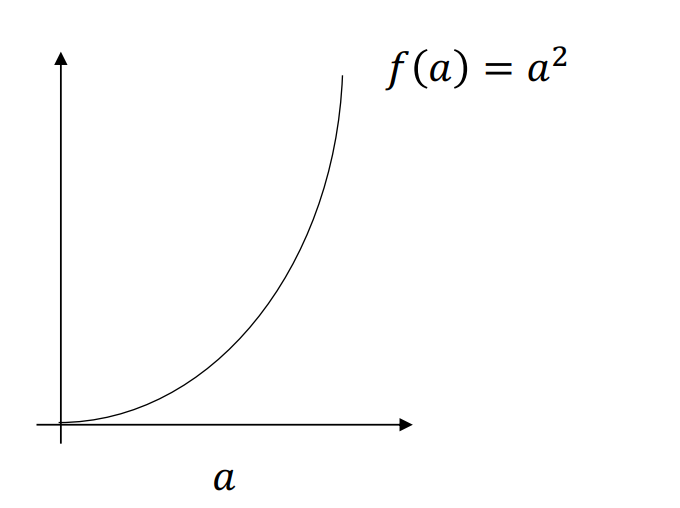 f(a) = a²
a